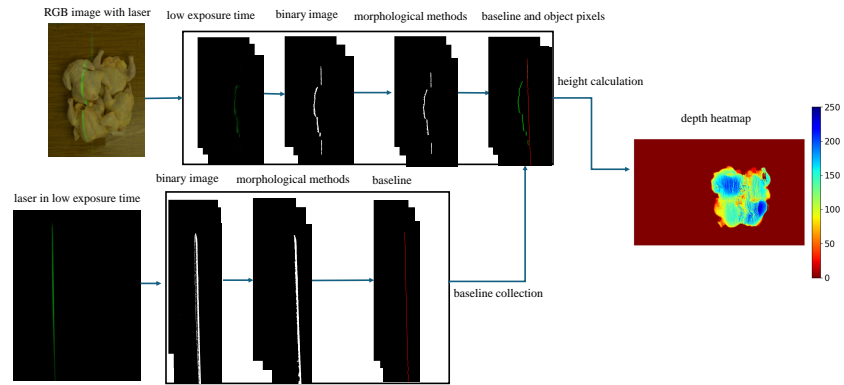 RGB image with laser
low exposure time
binary image
morphological methods
baseline and object pixels
height calculation
depth heatmap
250
200
150
100
50
0
binary image
morphological methods
baseline
laser in low exposure time
baseline collection